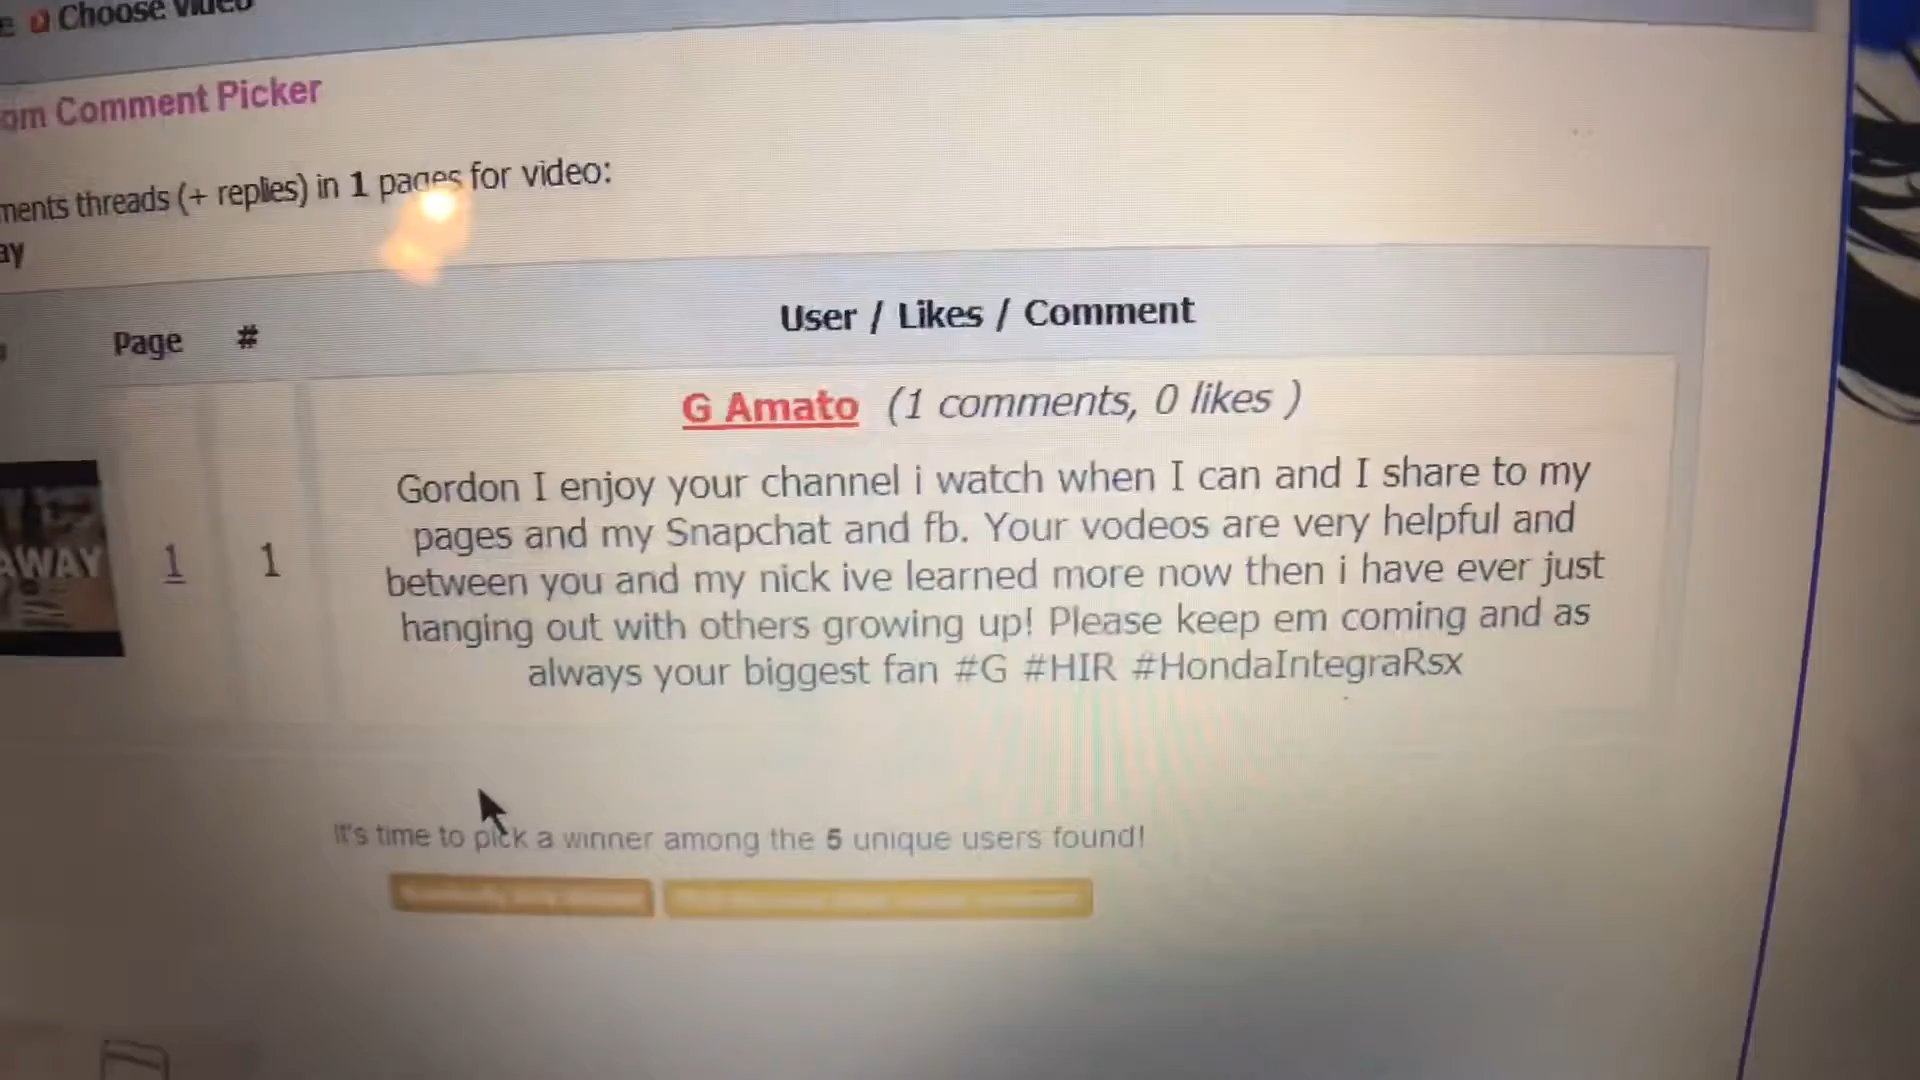 Choose video
om Comment Picker
ments threads (+ replies) in 1 pages for video:
ay
Page # User / Likes / Comment
G Amato (1 comments, 0 likes )
AWAY 1 1
Gordon I enjoy your channel i watch when I can and I share to my
pages and my Snapchat and fb. Your vodeos are very helpful and
between you and my nick ive learned more now then i have ever just
hanging out with others growing up! Please keep em coming and as
always your biggest fan #G #HIR #HondaIntegraRsx
It's time to pick a winner among the 5 unique users found!